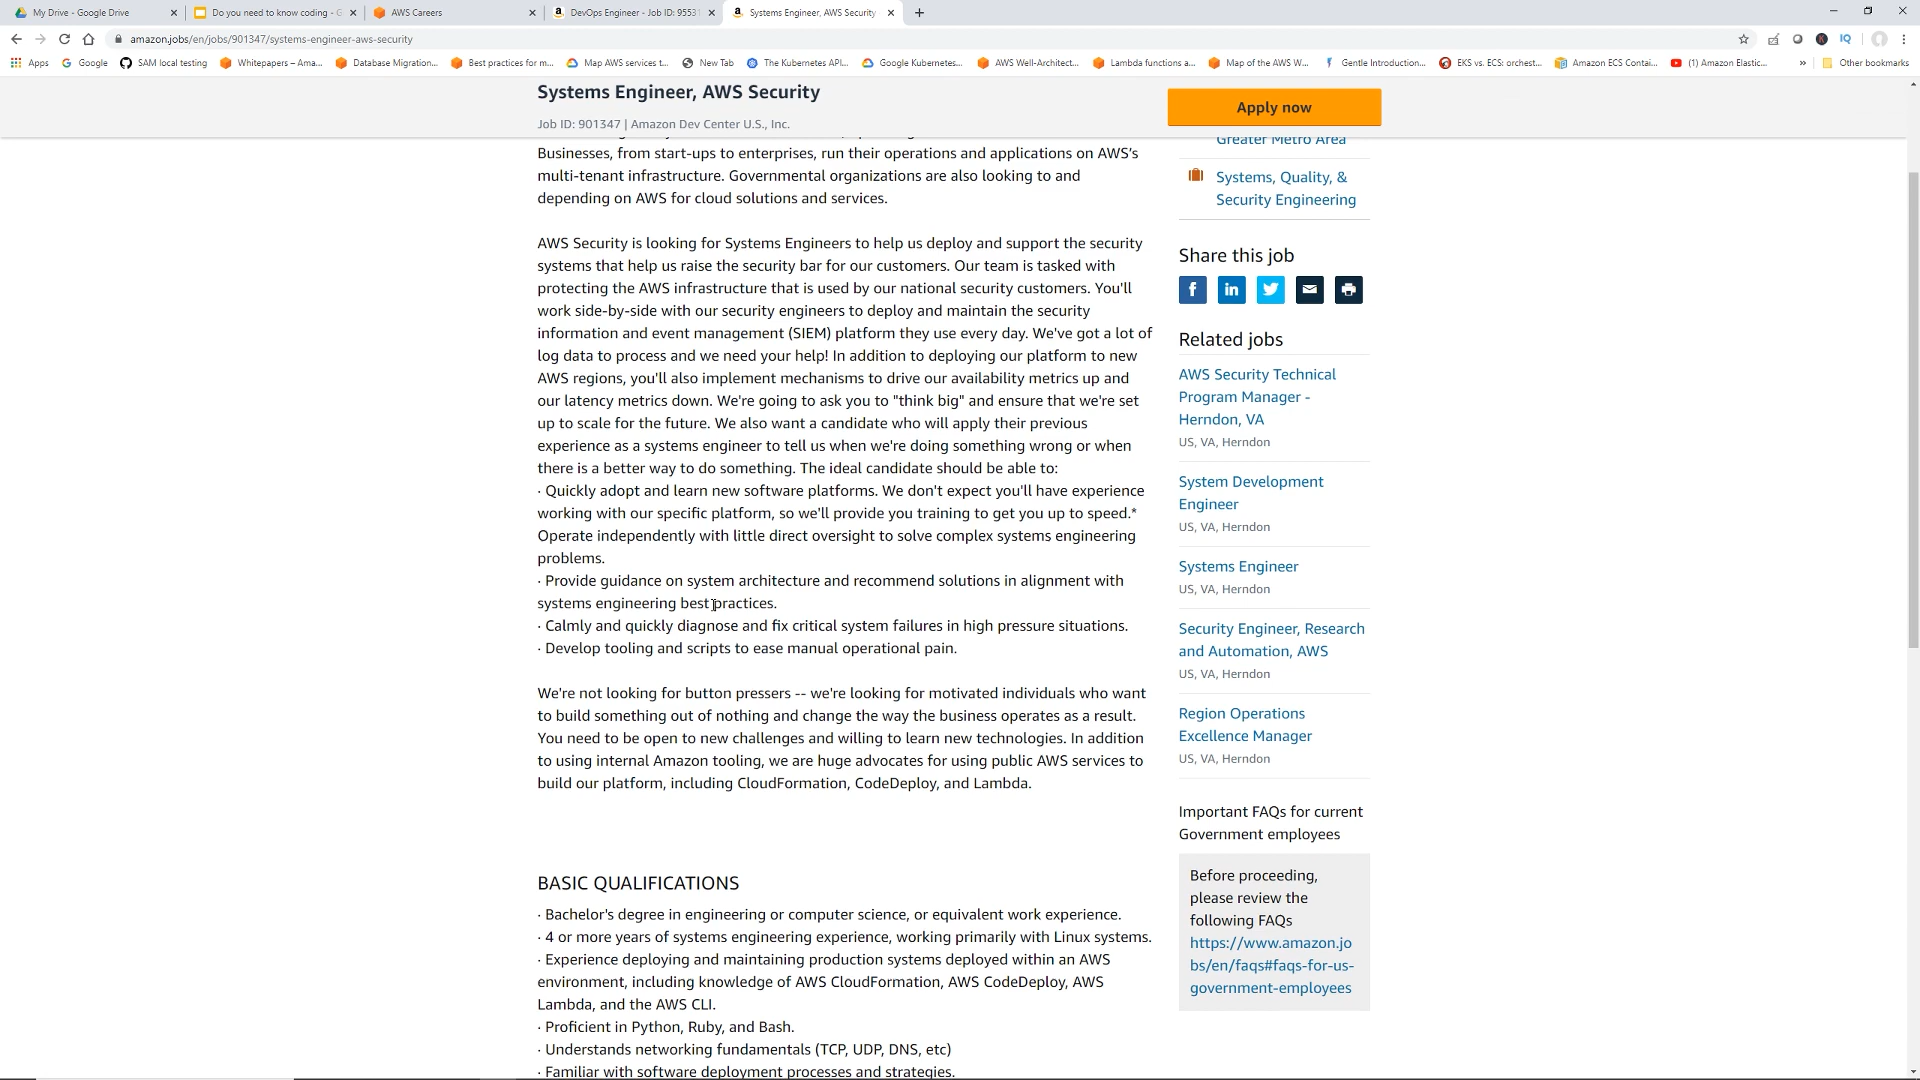 My Drive - Google Drive
Do you need to know coding - G
AWS Careers
DevOps Engineer - Job ID: 95531
Systems Engineer, AWS Security
amazon.jobs/en/jobs/901347/systems-engineer-aws-security
Apps
Google
SAM local testing
Whitepapers – Ama...
Database Migration...
Best practices for m...
Map AWS services t...
New Tab
The Kubernetes API...
Google Kubernetes...
AWS Well-Architect...
Lambda functions a...
Map of the AWS W...
Gentle Introduction...
EKS vs. ECS: orchest...
Amazon ECS Contai...
(1) Amazon Elastic...
»
Other bookmarks
Systems Engineer, AWS Security
Job ID: 901347 | Amazon Dev Center U.S., Inc.
Apply now
Businesses, from start-ups to enterprises, run their operations and applications on AWS's
multi-tenant infrastructure. Governmental organizations are also looking to and
depending on AWS for cloud solutions and services.
AWS Security is looking for Systems Engineers to help us deploy and support the security
systems that help us raise the security bar for our customers. Our team is tasked with
protecting the AWS infrastructure that is used by our national security customers. You'll
work side-by-side with our security engineers to deploy and maintain the security
information and event management (SIEM) platform they use every day. We've got a lot of
log data to process and we need your help! In addition to deploying our platform to new
AWS regions, you'll also implement mechanisms to drive our availability metrics up and
our latency metrics down. We're going to ask you to "think big" and ensure that we're set
up to scale for the future. We also want a candidate who will apply their previous
experience as a systems engineer to tell us when we're doing something wrong or when
there is a better way to do something. The ideal candidate should be able to:
· Quickly adopt and learn new software platforms. We don't expect you'll have experience
working with our specific platform, so we'll provide you training to get you up to speed.*
Operate independently with little direct oversight to solve complex systems engineering
problems.
· Provide guidance on system architecture and recommend solutions in alignment with
systems engineering best practices.
· Calmly and quickly diagnose and fix critical system failures in high pressure situations.
· Develop tooling and scripts to ease manual operational pain.
We're not looking for button pressers -- we're looking for motivated individuals who want
to build something out of nothing and change the way the business operates as a result.
You need to be open to new challenges and willing to learn new technologies. In addition
to using internal Amazon tooling, we are huge advocates for using public AWS services to
build our platform, including CloudFormation, CodeDeploy, and Lambda.
BASIC QUALIFICATIONS
· Bachelor's degree in engineering or computer science, or equivalent work experience.
· 4 or more years of systems engineering experience, working primarily with Linux systems.
· Experience deploying and maintaining production systems deployed within an AWS
environment, including knowledge of AWS CloudFormation, AWS CodeDeploy, AWS
Lambda, and the AWS CLI.
· Proficient in Python, Ruby, and Bash.
· Understands networking fundamentals (TCP, UDP, DNS, etc)
· Familiar with software deployment processes and strategies.
Greater Metro Area
Systems, Quality, &
Security Engineering
Share this job
Related jobs
AWS Security Technical
Program Manager -
Herndon, VA
US, VA, Herndon
System Development
Engineer
US, VA, Herndon
Systems Engineer
US, VA, Herndon
Security Engineer, Research
and Automation, AWS
US, VA, Herndon
Region Operations
Excellence Manager
US, VA, Herndon
Important FAQs for current
Government employees
Before proceeding,
please review the
following FAQs
https://www.amazon.jo
bs/en/faqs#faqs-for-us-
government-employees